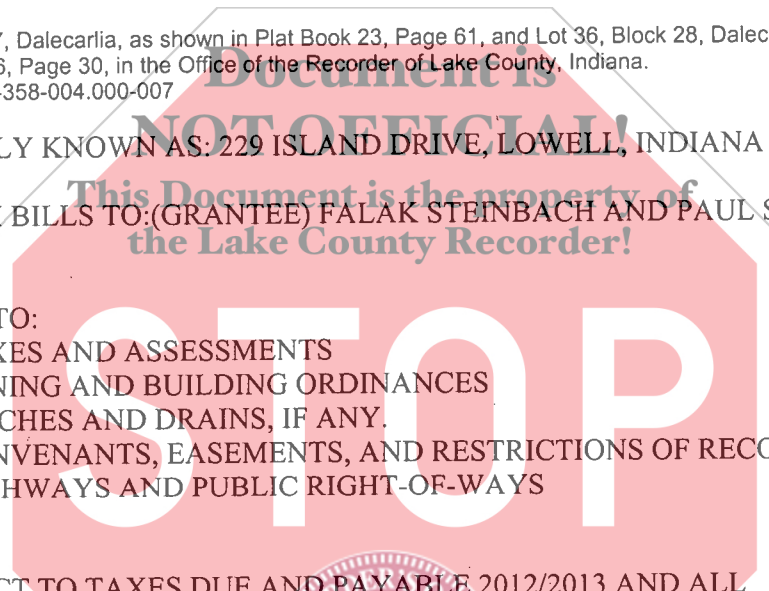 7, Dalecarlia, as shown in Plat Book 23, Page 61, and Lot 36, Block 28, Dalec
6, Page 30, in the Office of the Recorder of Lake County, Indiana.
-358-004.000-007
Document is
LY KNOWN AS: 229 ISLAND DRIVE, LOWELL, INDIANA
NOT OFFICIAL!
This Document is the property of
BILLS TO:(GRANTEE) FALAK STEINBACH AND PAUL S
the Lake County Recorder!
TO:
XES AND ASSESSMENTS
NING AND BUILDING ORDINANCES
CHES AND DRAINS, IF ANY.
NVENANTS, EASEMENTS, AND RESTRICTIONS OF RECO
HWAYS AND PUBLIC RIGHT-OF-WAYS
STOP
CT TO TAXES DUE AND PAYABLE 2012/2013 AND ALL